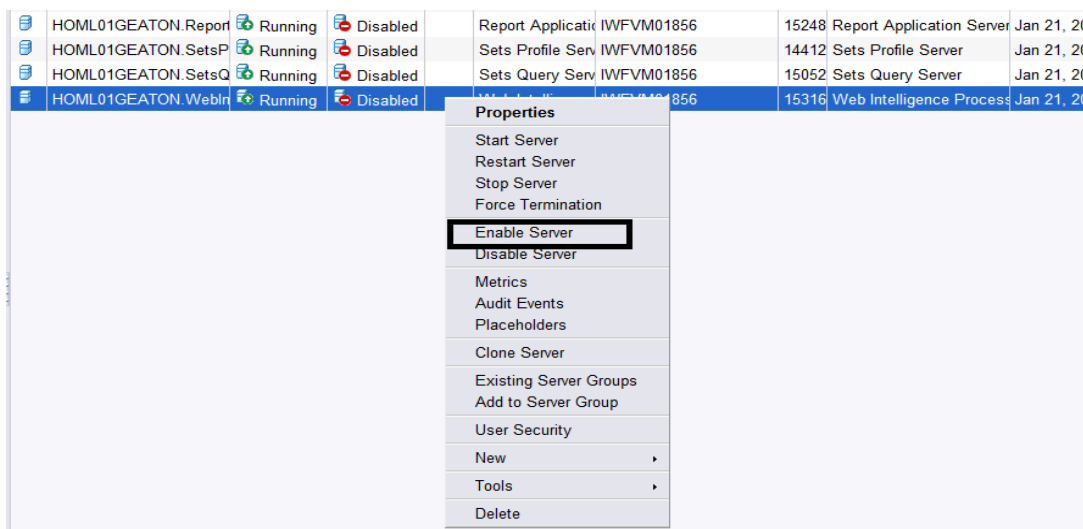 HOML01GEATON.Report Running Disabled Report Applicatic IWFVM01856 15248 Report Application Server Jan 21, 20
HOML01GEATON.SetsP Running Disabled Sets Profile Serv IWFVM01856 14412 Sets Profile Server Jan 21, 20
HOML01GEATON.SetsQ Running Disabled Sets Query Serv IWFVM01856 15052 Sets Query Server Jan 21, 20
HOML01GEATON.WebIn Running Disabled Web Intelli IWFVM01856 15316 Web Intelligence Process Jan 21, 20
Properties
Start Server
Restart Server
Stop Server
Force Termination
Enable Server
Disable Server
Metrics
Audit Events
Placeholders
Clone Server
Existing Server Groups
Add to Server Group
User Security
New
Tools
Delete